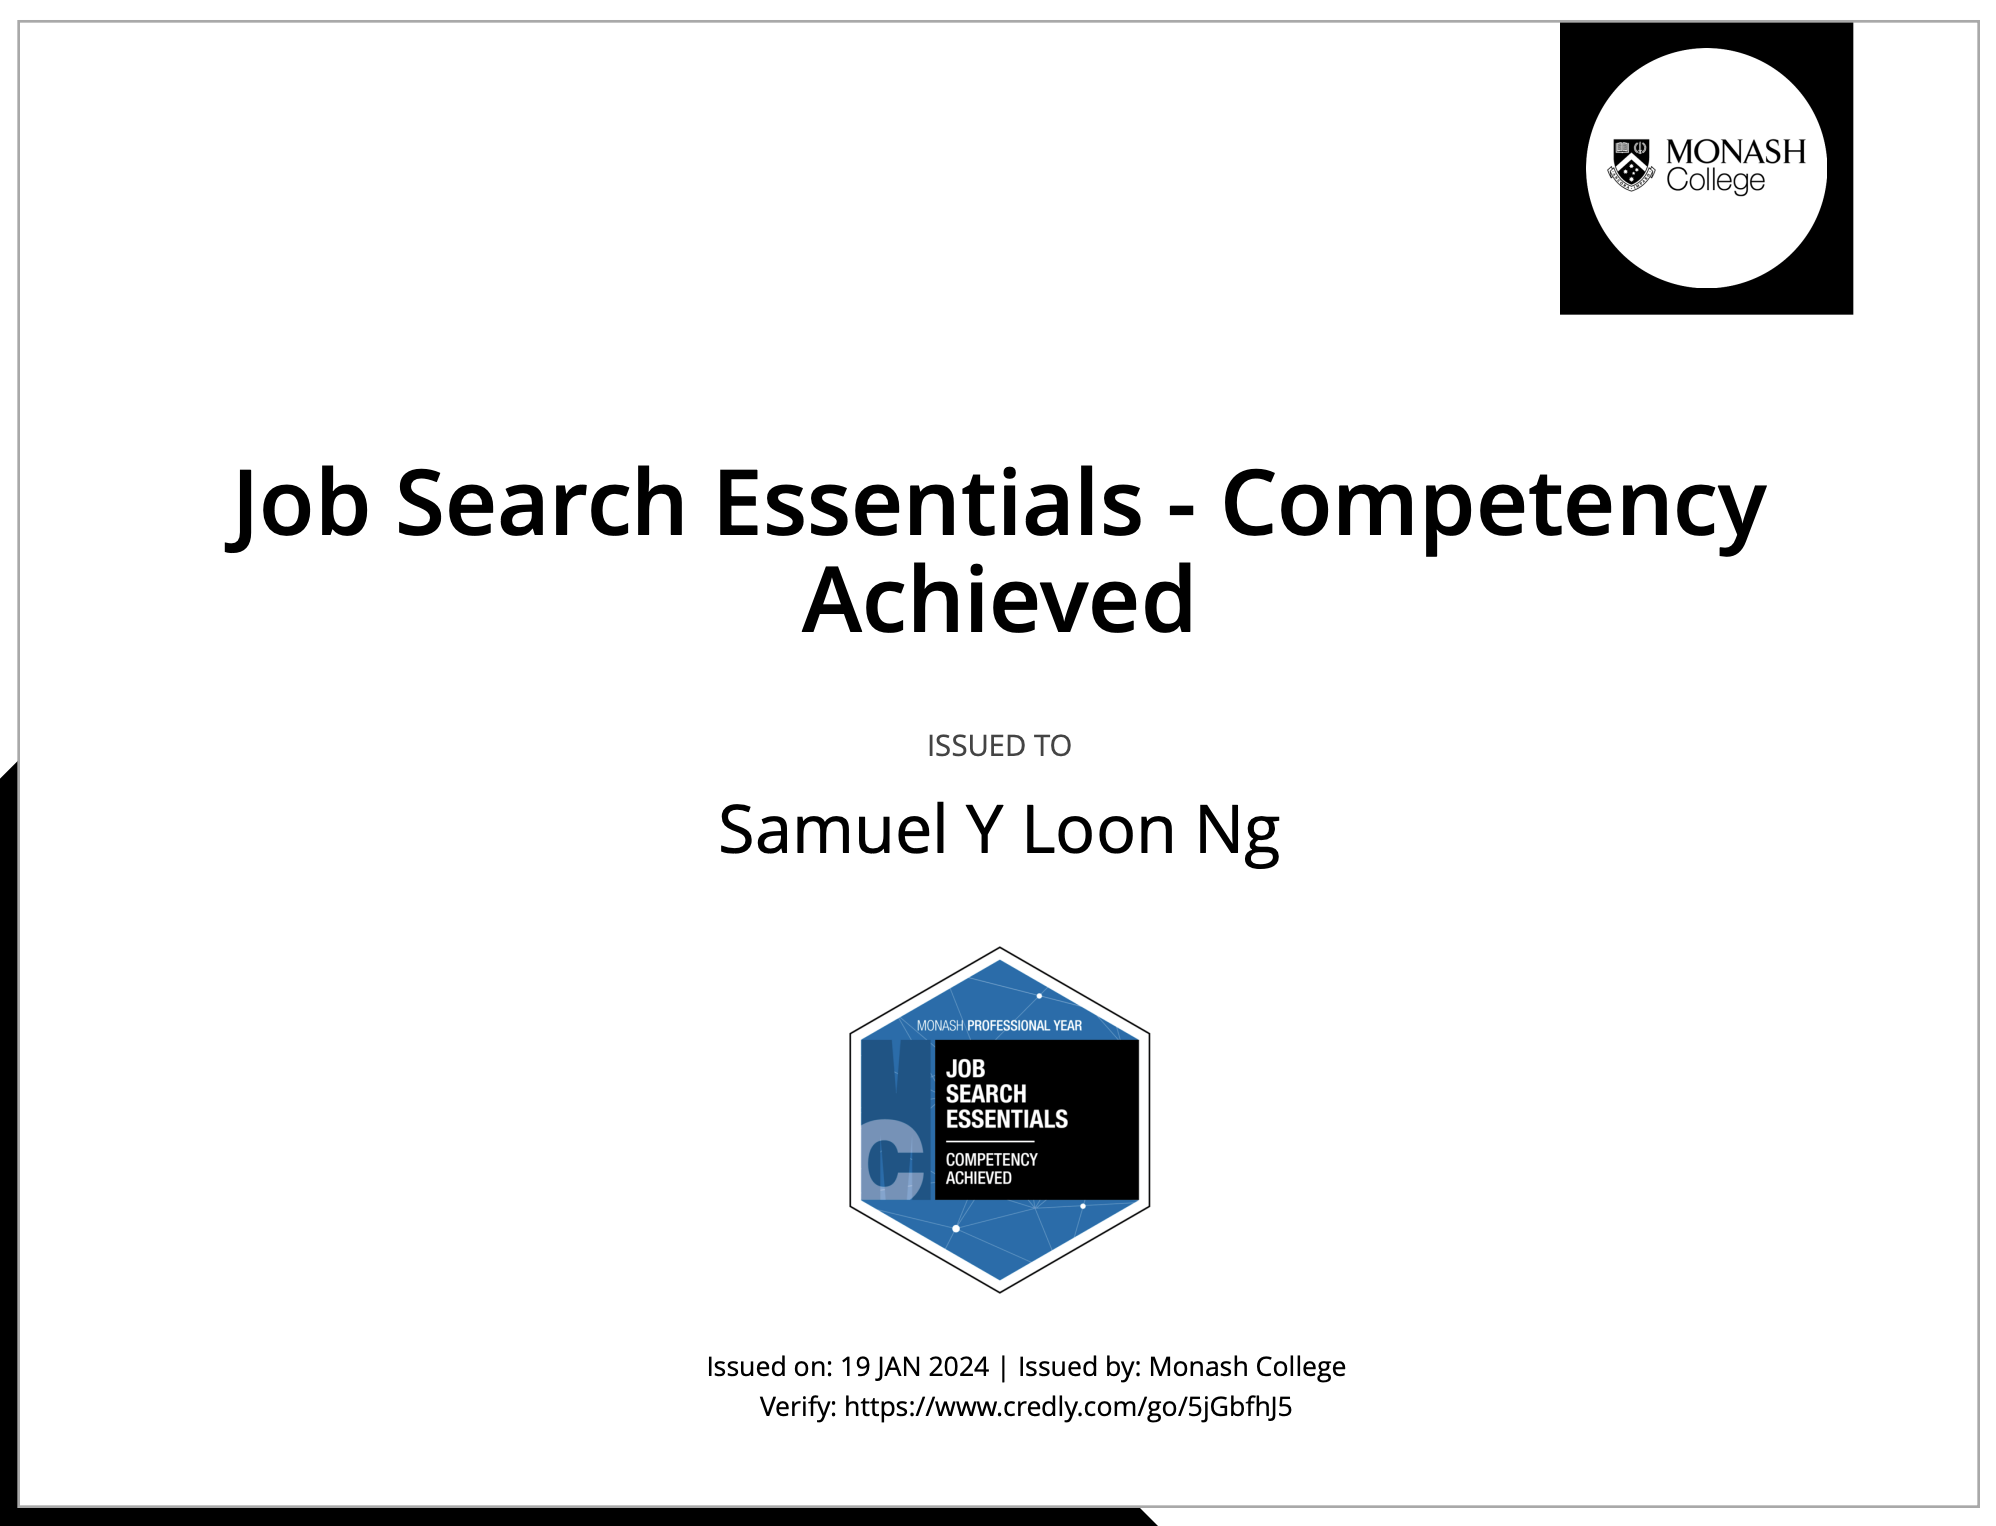 MONASH
College
Job Search Essentials - Competency
Achieved
ISSUED TO
Samuel Y Loon Ng
MONASH PROFESSIONAL YEAR
JOB
SEARCH
ESSENTIALS
COMPETENCY
ACHIEVED
Issued on: 19 JAN 2024 | Issued by: Monash College
Verify: https://www.credly.com/go/5jGbfhJ5